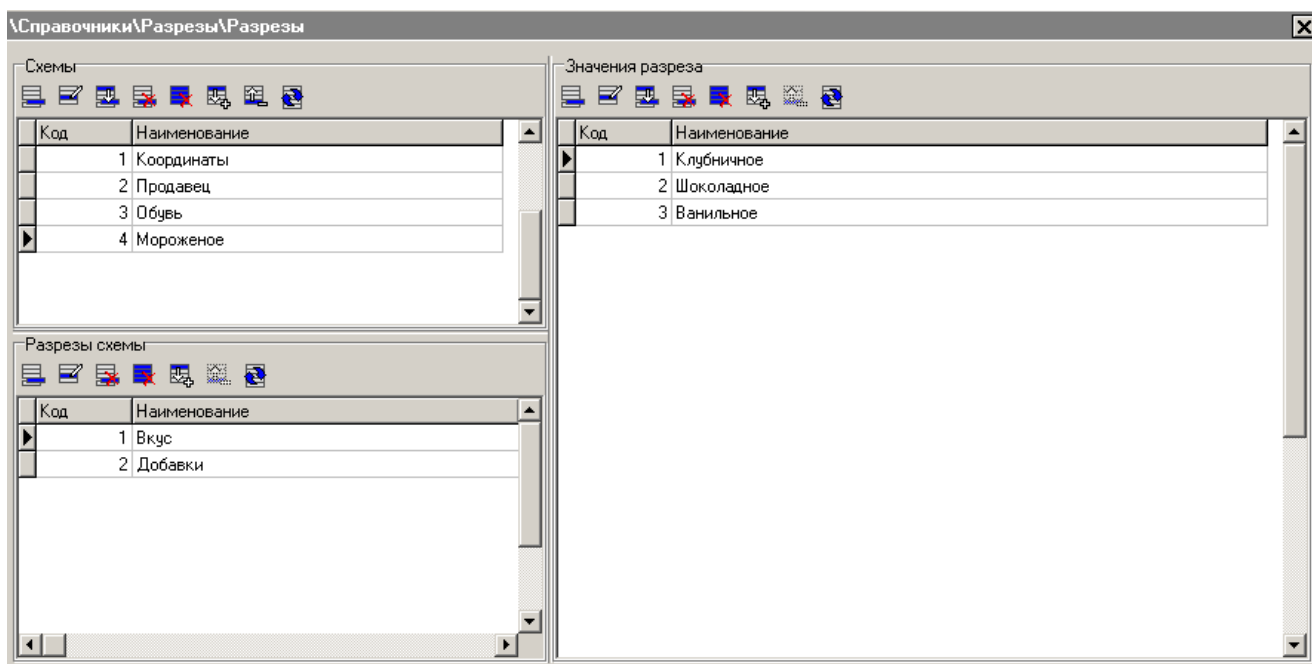 \Справочники\Разрезы\Разрезы
Схемы
Код Наименование
1 Координаты
2 Продавец
3 Обувь
4 Мороженое
Разрезы схемы
Код Наименование
1 Вкус
2 Добавки
Значения разреза
Код Наименование
1 Клубничное
2 Шоколадное
3 Ванильное